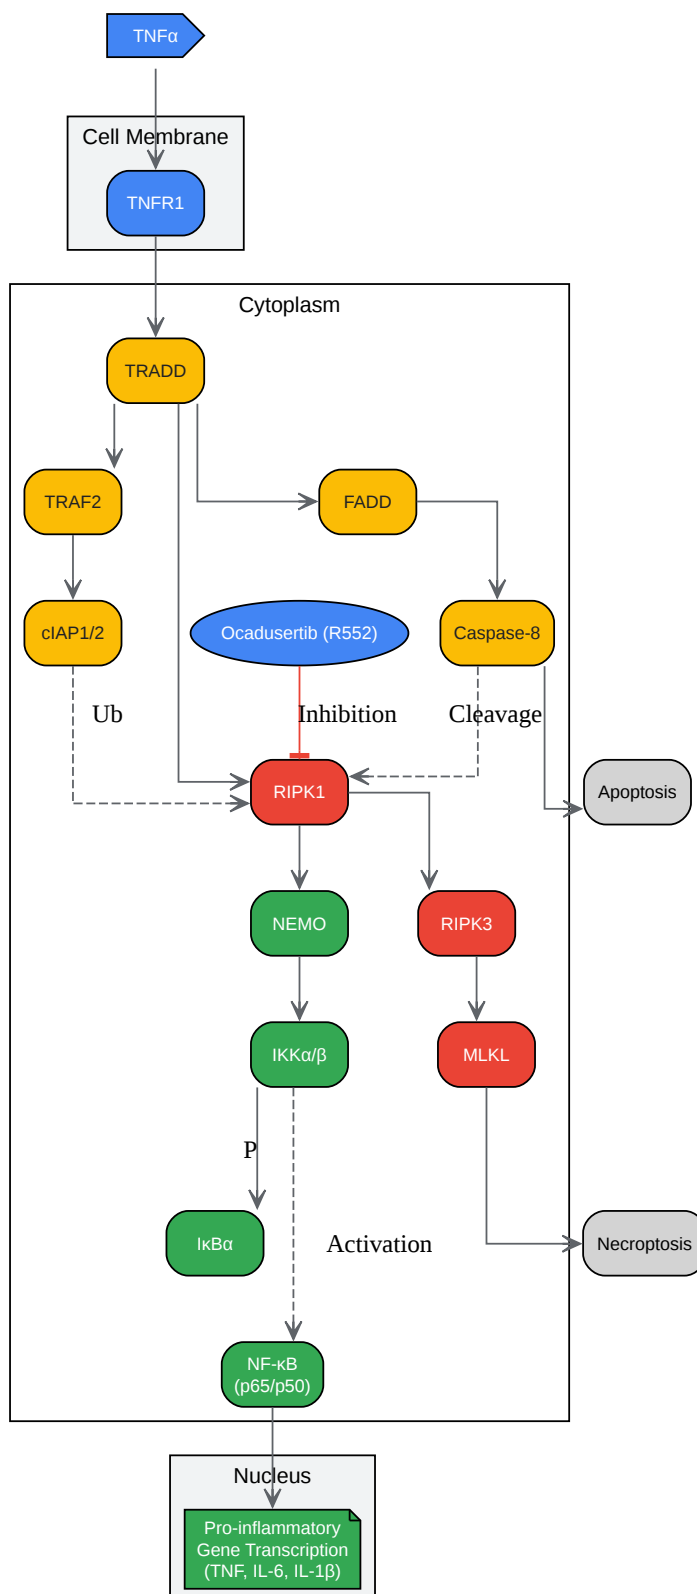 TNFα
Cell Membrane
TNFR1
Cytoplasm
TRADD
TRAF2
FADD
cIAP1/2
Ocadusertib (R552)
Caspase-8
Ub
Inhibition
Cleavage
RIPK1
Apoptosis
NEMO
RIPK3
IKKα/β
MLKL
P
IκBα
Activation
Necroptosis
NF-κB
(p65/p50)
Nucleus
Pro-inflammatory
Gene Transcription
(TNF, IL-6, IL-1β)